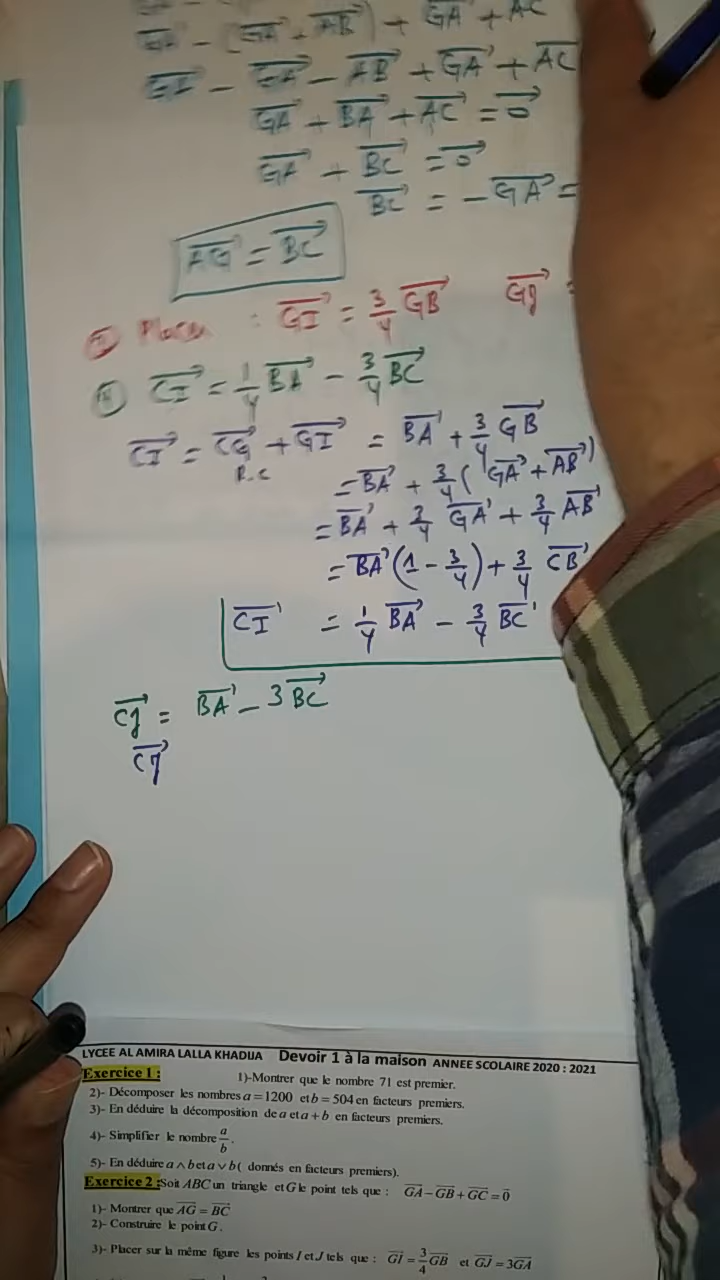 - (GA + AB) + GA + AC
GI - GA - AB + GA + AC
GA + BA + AC = 0
GA + BC = 0
BC = - GA =
AG = BC
Placer : GI = 3/4 GB GJ =
CI = 1/4 BA - 3/4 BC
CI = CG + GI = BA + 3/4 GB
= BA + 3/4 ( GA + AB )
= BA + 3/4 GA + 3/4 AB
= BA (1 - 3/4) + 3/4 CB
CI = 1/4 BA - 3/4 BC
CJ = BA - 3 BC
CJ
LYCEE AL AMIRA LALLA KHADIJA Devoir 1 à la maison ANNEE SCOLAIRE 2020 : 2021
Exercice 1 : 1)-Montrer que le nombre 71 est premier.
2)- Décomposer les nombres a = 1200 et b = 504 en facteurs premiers.
3)- En déduire la décomposition de a et a + b en facteurs premiers.
4)- Simplifier le nombre a/b.
5)- En déduire a ∧ b et a ∨ b( donnés en facteurs premiers).
Exercice 2 :Soit ABC un triangle et G le point tels que : GA - GB + GC = 0
1)- Montrer que AG = BC
2)- Construire le point G.
3)- Placer sur la même figure les points I et J tels que : GI = 3/4 GB et GJ = 3GA